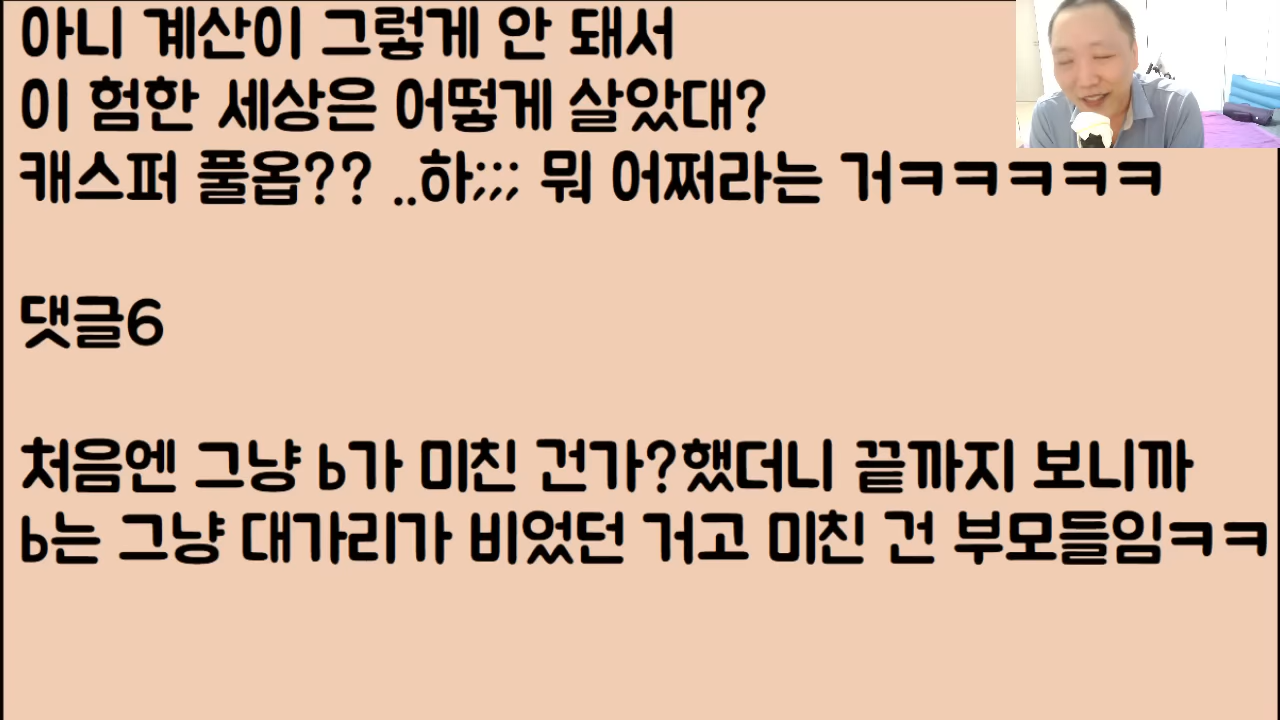 아니 계산이 그렇게 안 돼서
이 험한 세상은 어떻게 살았대?
캐스퍼 풀옵?? ..하;;; 뭐 어쩌라는 거ㅋㅋㅋㅋㅋ
댓글6
처음엔 그냥 b가 미친 건가?했더니 끝까지 보니까
b는 그냥 대가리가 비었던 거고 미친 건 부모들임ㅋㅋ